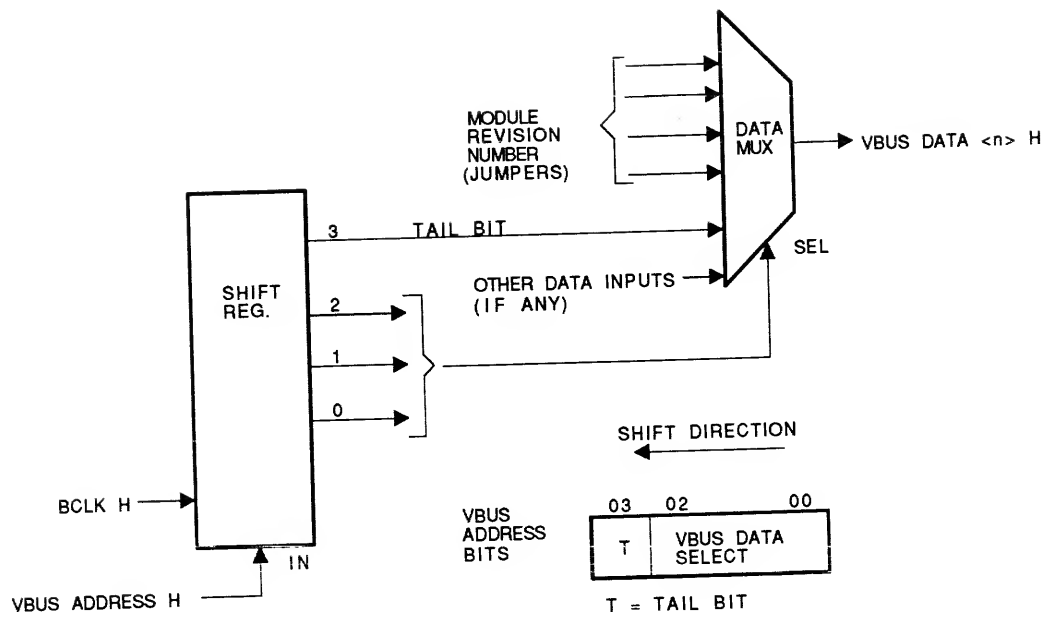 MODULE
REVISION
NUMBER
(JUMPERS)
DATA
MUX
VBUS DATA <n> H
3 TAIL BIT
SEL
OTHER DATA INPUTS
(IF ANY)
SHIFT
REG.
2
1
0
SHIFT DIRECTION
BCLK H
IN
VBUS ADDRESS H
VBUS
ADDRESS
BITS
03 02 00
T
VBUS DATA
SELECT
T = TAIL BIT